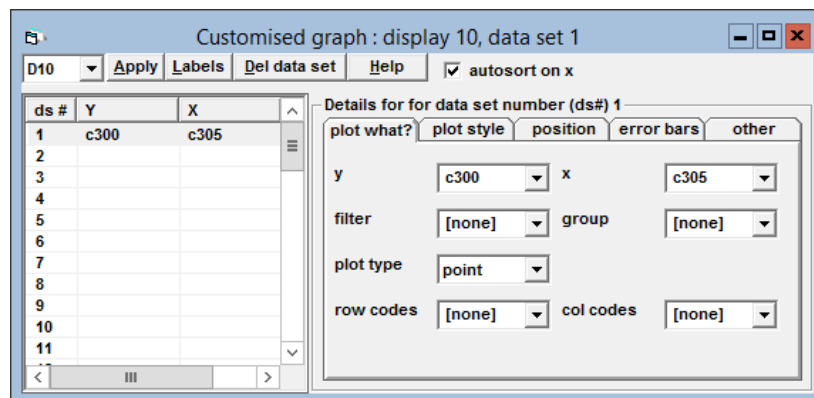 Customised graph : display 10, data set 1
D10 Apply Labels Del data set Help autosort on x
ds # Y X
1 c300 c305
2
3
4
5
6
7
8
9
10
11
Details for for data set number (ds#) 1
plot what? plot style position error bars other
y c300 x c305
filter [none] group [none]
plot type point
row codes [none] col codes [none]